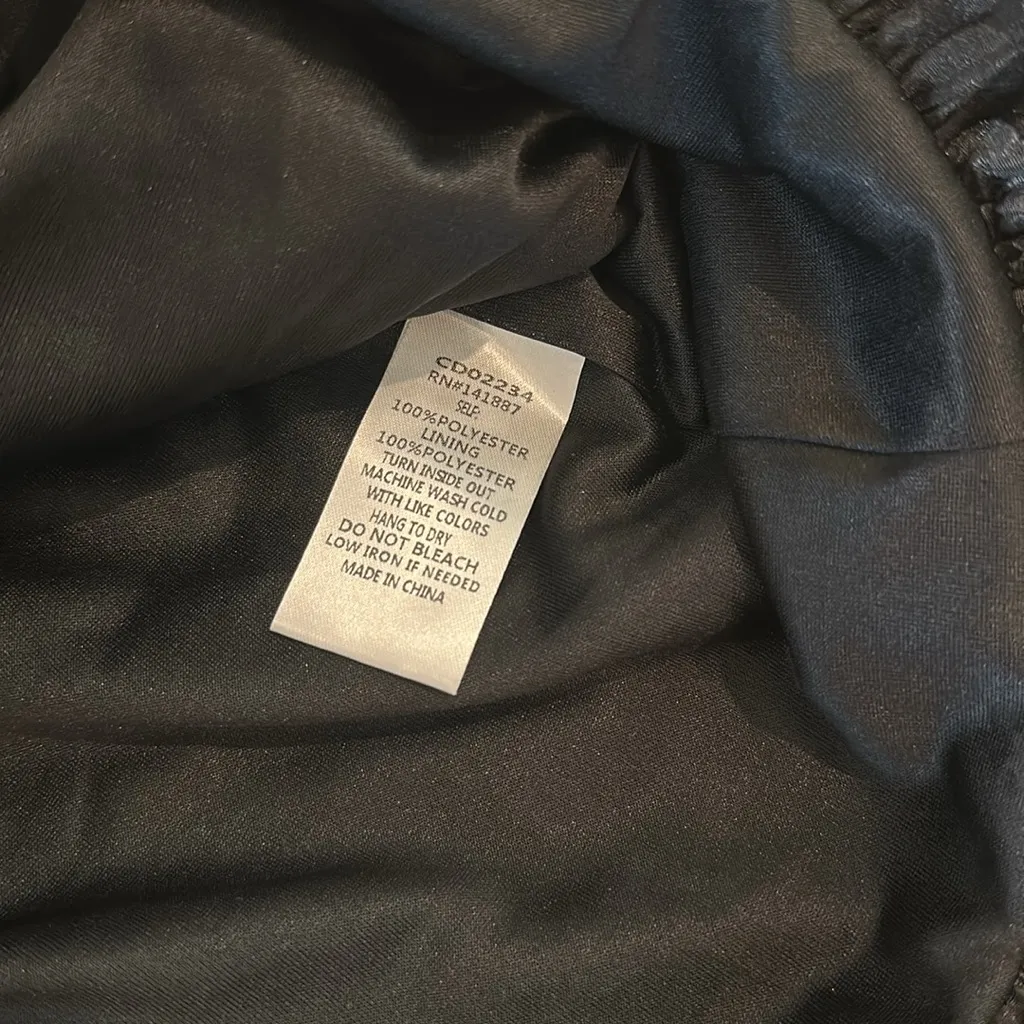 CD02234
RN#141887
SELF:
100%POLYESTER
LINING
100%POLYESTER
TURN INSIDE OUT
MACHINE WASH COLD
WITH LIKE COLORS
HANG TO DRY
DO NOT BLEACH
LOW IRON IF NEEDED
MADE IN CHINA